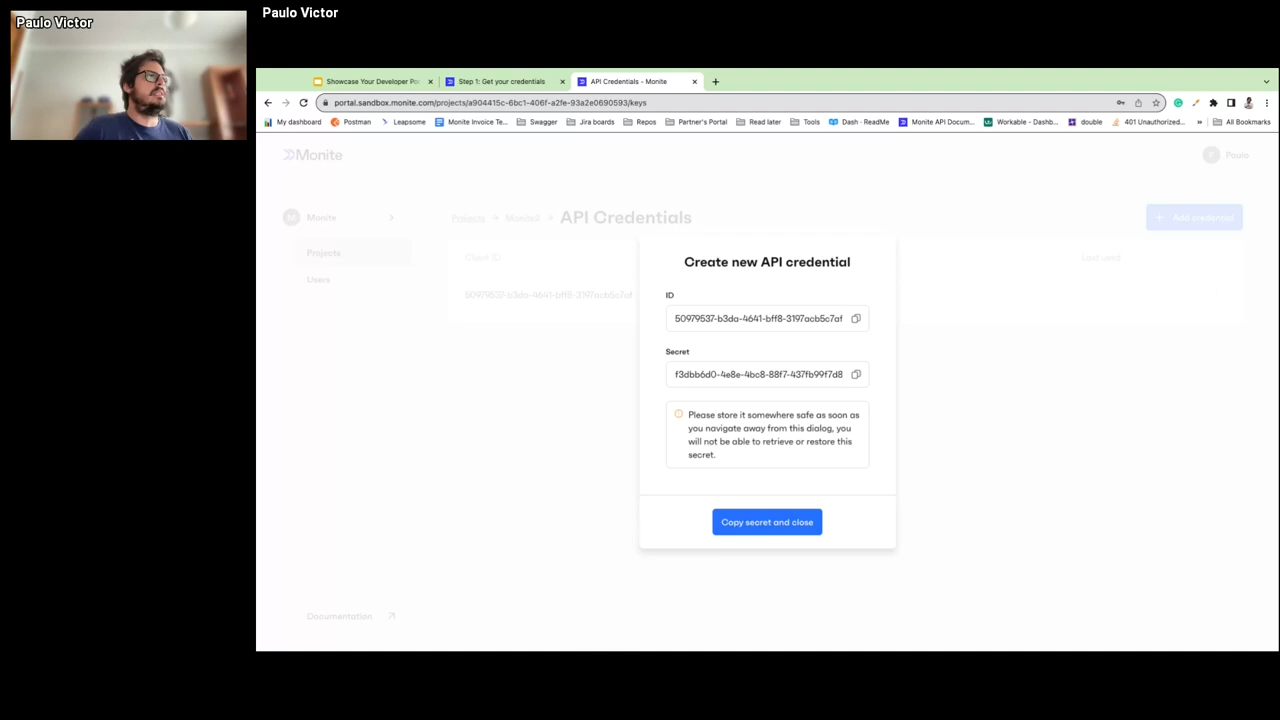 Paulo Victor
Paulo Victor
Showcase Your Developer Po
Step 1: Get your credentials
API Credentials - Monite
portal.sandbox.monite.com/projects/a904415c-6bc1-406f-a2fe-93a2e0690593/keys
My dashboard
Postman
Leapsome
Monite Invoice Te...
Swagger
Jira boards
Repos
Partner's Portal
Read later
Tools
Dash - ReadMe
Monite API Docum...
Workable - Dashb...
double
401 Unauthorized...
All Bookmarks
Monite
Paulo
Monite
Projects
Users
Projects → Monite2 → API Credentials
+ Add credential
Client ID
Last used
50979537-b3da-4641-bff8-3197acb5c7af
Create new API credential
ID
50979537-b3da-4641-bff8-3197acb5c7af
Secret
f3dbb6d0-4e8e-4bc8-88f7-437fb99f7d8
Please store it somewhere safe as soon as
you navigate away from this dialog, you
will not be able to retrieve or restore this
secret.
Copy secret and close
Documentation